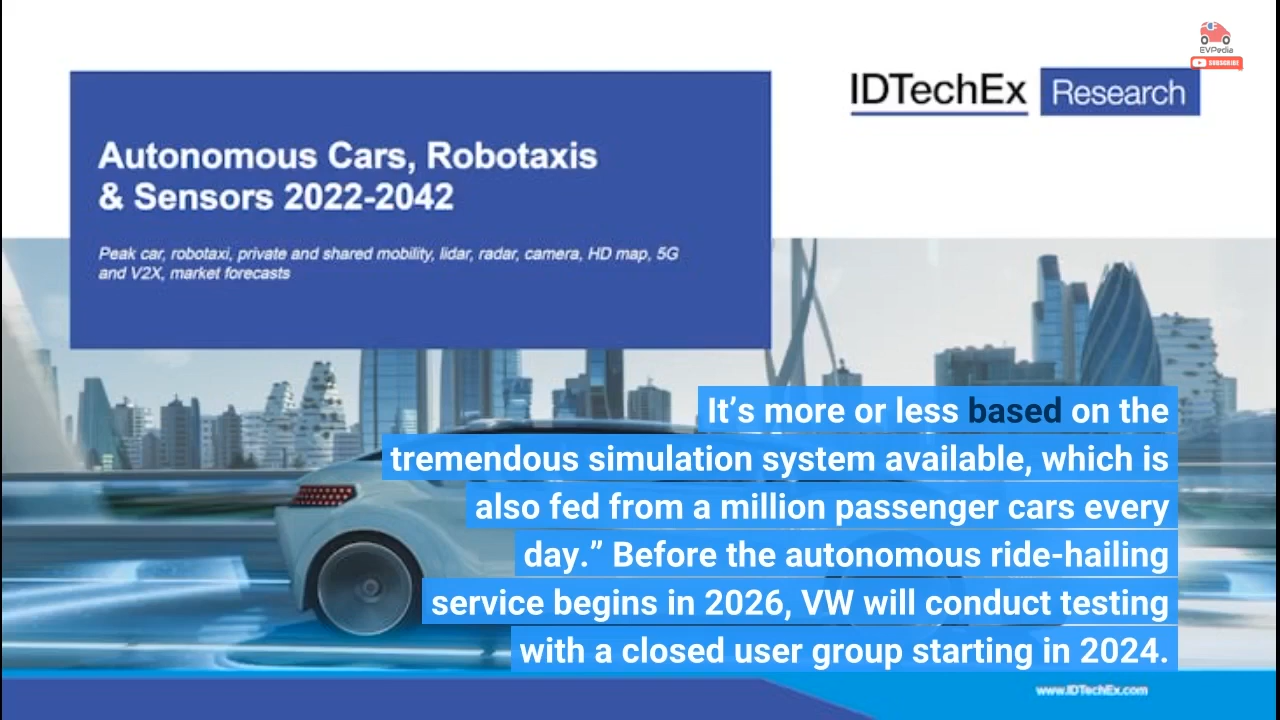 EVPedia
SUBSCRIBE
IDTechEx Research
Autonomous Cars, Robotaxis
& Sensors 2022-2042
Peak car, robotaxi, private and shared mobility, lidar, radar, camera, HD map, 5G
and V2X, market forecasts
It’s more or less based on the
tremendous simulation system available, which is
also fed from a million passenger cars every
day.” Before the autonomous ride-hailing
service begins in 2026, VW will conduct testing
with a closed user group starting in 2024.
www.IDTechEx.com